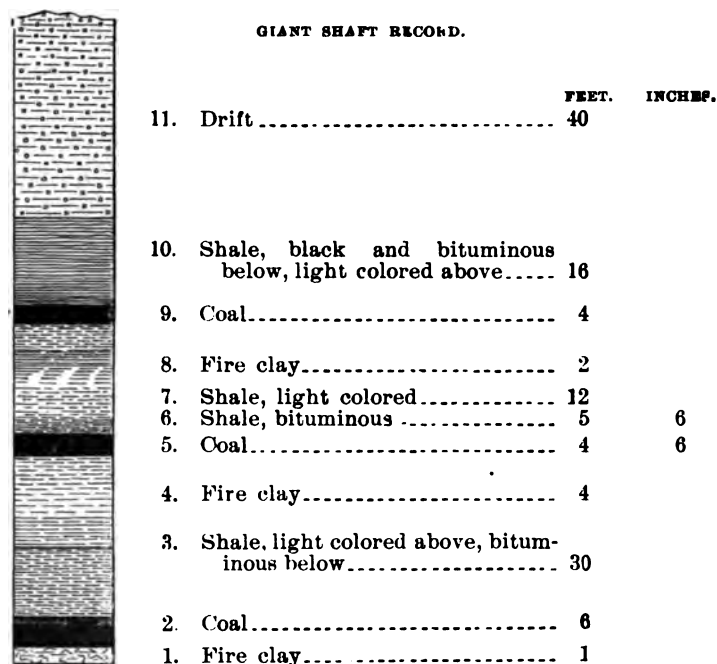 GIANT SHAFT RECORD.
FEET. INCHES.
11. Drift 40
10. Shale, black and bituminous
below, light colored above 16
9. Coal 4
8. Fire clay 2
7. Shale, light colored 12
6. Shale, bituminous 5 6
5. Coal 4 6
4. Fire clay 4
3. Shale, light colored above, bitum-
inous below 30
2. Coal 6
1. Fire clay 1